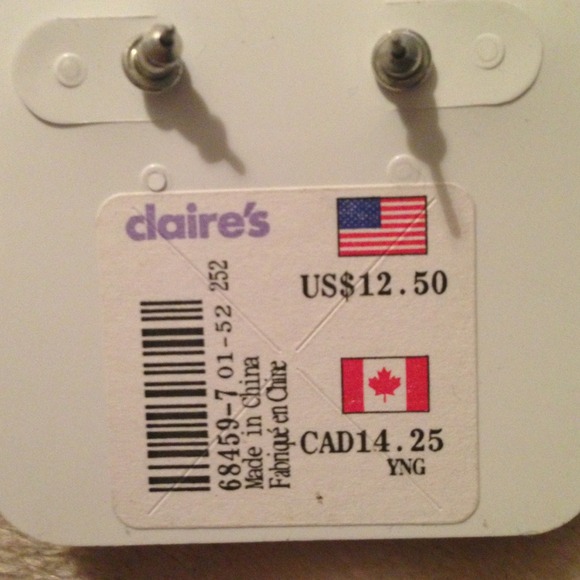 claire's
US$12.50
CAD14.25
YNG
252
01-52
68459-7
Made in China
Fabriqué en Chine